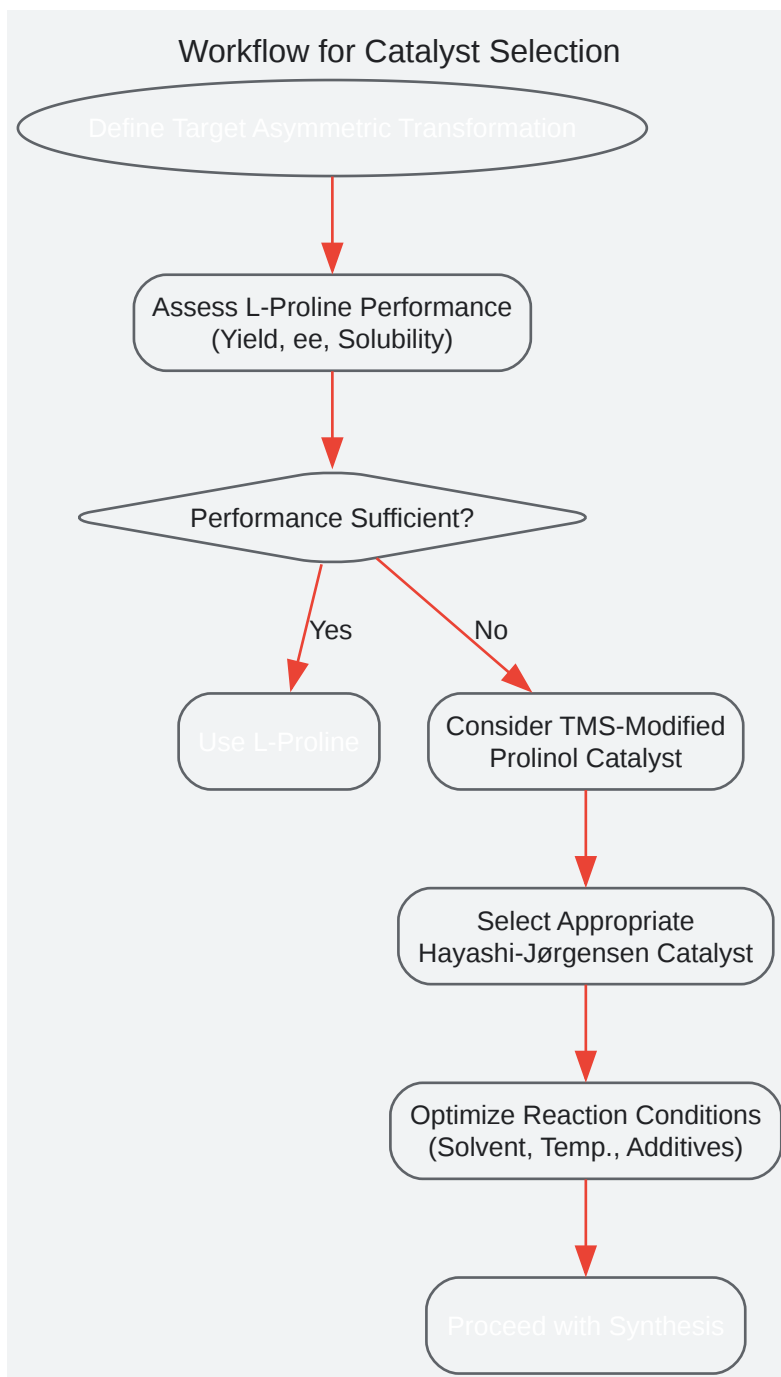 Workflow for Catalyst Selection
Define Target Asymmetric Transformation
Assess L-Proline Performance
(Yield, ee, Solubility)
Performance Sufficient?
Yes
No
Use L-Proline
Consider TMS-Modified
Prolinol Catalyst
Select Appropriate
Hayashi-Jørgensen Catalyst
Optimize Reaction Conditions
(Solvent, Temp., Additives)
Proceed with Synthesis